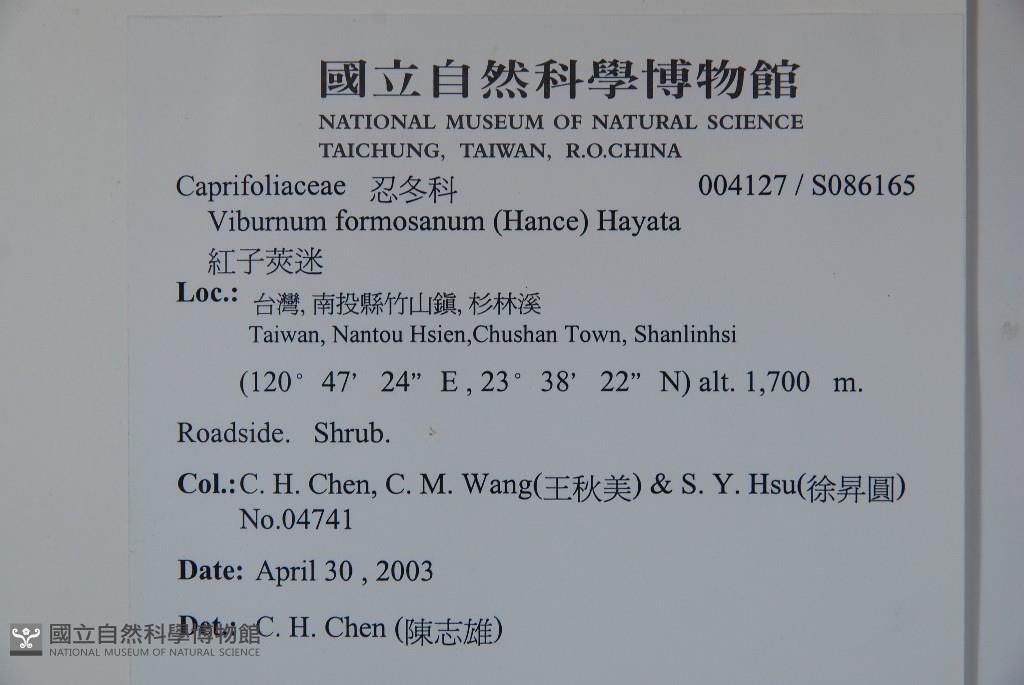 國立自然科學博物館
NATIONAL MUSEUM OF NATURAL SCIENCE
TAICHUNG, TAIWAN, R.O.CHINA
Caprifoliaceae 忍冬科 004127 / S086165
Viburnum formosanum (Hance) Hayata
紅子莢迷
Loc.: 台灣, 南投縣竹山鎭, 杉林溪
Taiwan, Nantou Hsien,Chushan Town, Shanlinhsi
(120° 47’ 24” E , 23° 38’ 22” N) alt. 1,700 m.
Roadside. Shrub.
Col.: C. H. Chen, C. M. Wang(王秋美) & S. Y. Hsu(徐昇圓)
No.04741
Date: April 30 , 2003
Det.: C. H. Chen (陳志雄)
國立自然科學博物館
NATIONAL MUSEUM OF NATURAL SCIENCE